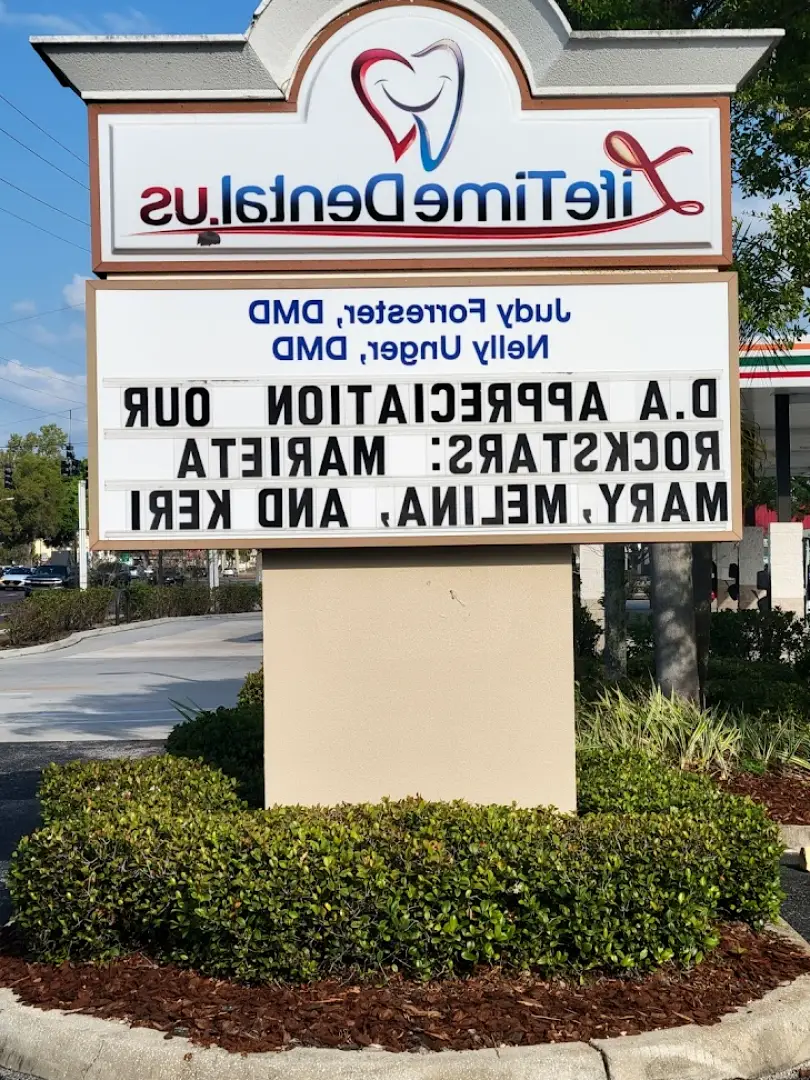 LifeTimeDental.us
Judy Forrester, DMD
Nelly Unger, DMD
D.A APPRECIATION OUR
ROCKSTARS: MARIETA
MARY, MELINA, AND KERI